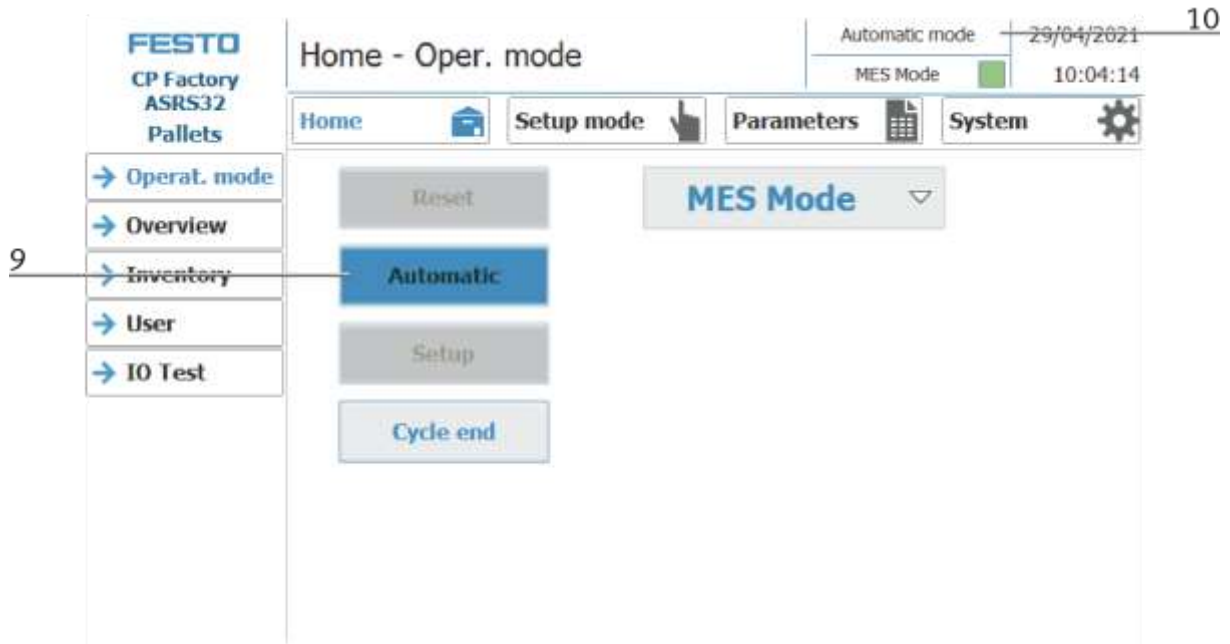 10
FESTO
CP Factory
ASRS32
Pallets
Home - Oper. mode
Automatic mode
29/04/2021
MES Mode
10:04:14
Home
Setup mode
Parameters
System
Operat. mode
Overview
Inventory
User
IO Test
9
Reset
Automatic
Setup
Cycle end
MES Mode